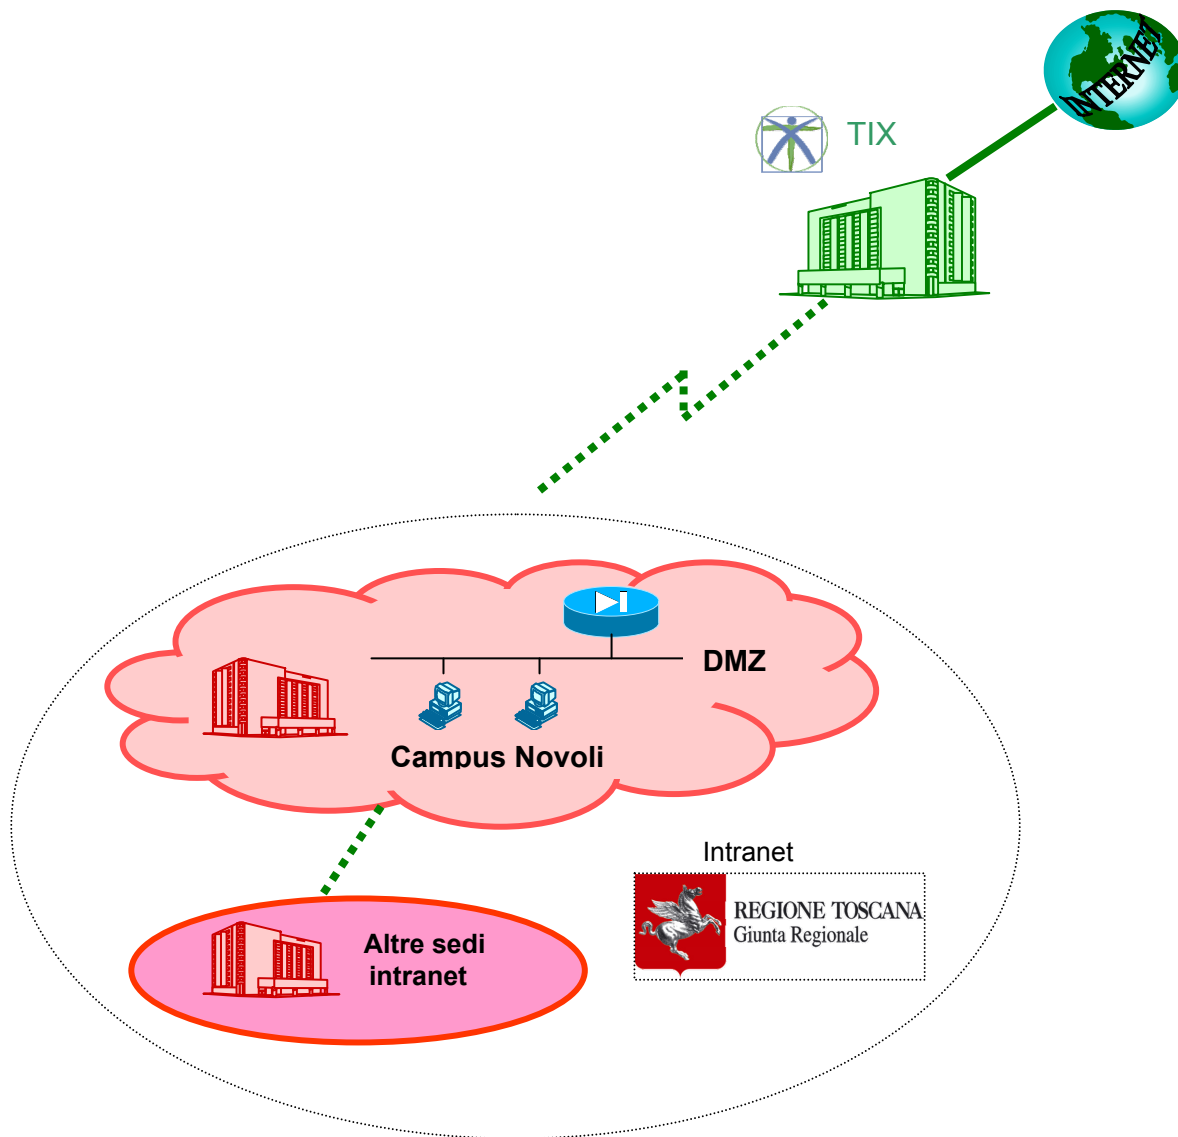 INTERNET
TIX
DMZ
Campus Novoli
Intranet
REGIONE TOSCANA
Giunta Regionale
Altre sedi
intranet